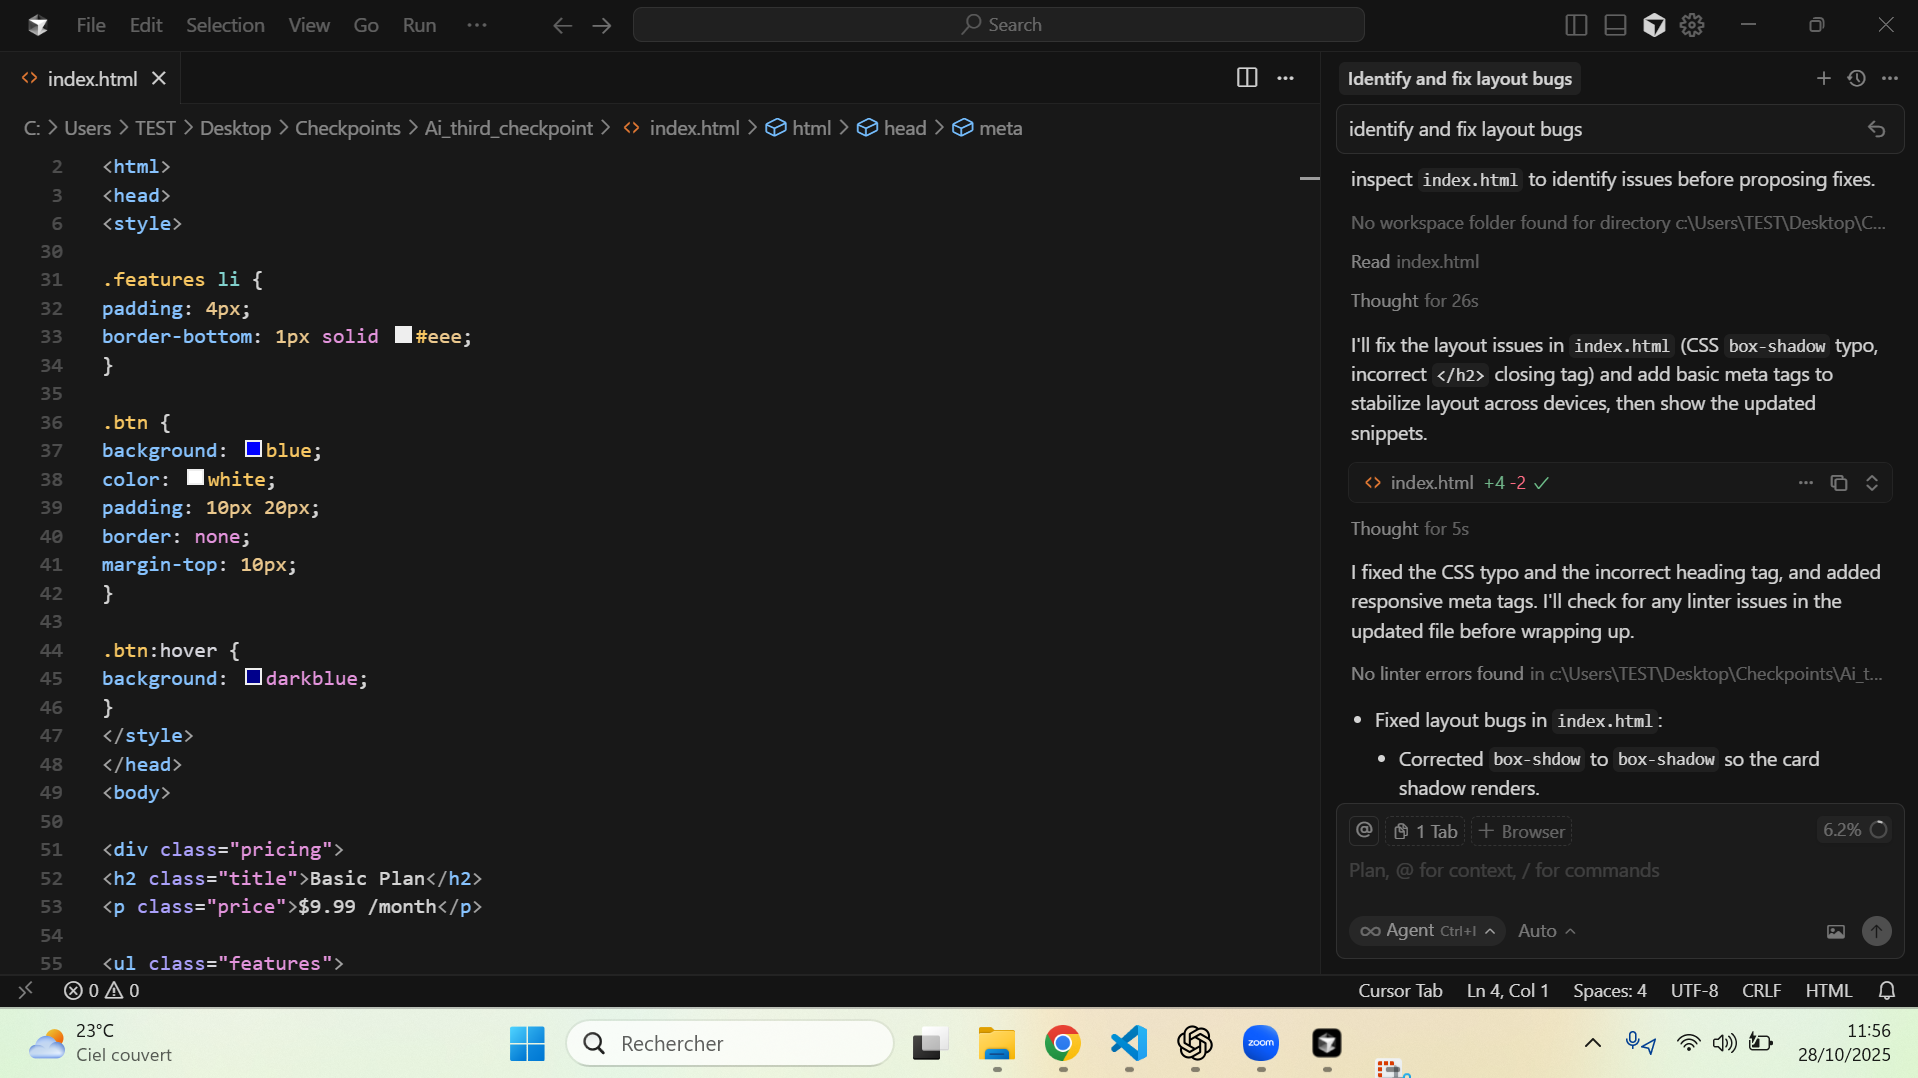 File Edit Selection View Go Run ···
Search
index.html
C: > Users > TEST > Desktop > Checkpoints > Ai_third_checkpoint > <> index.html > html > head > meta
2 <html>
3 <head>
6 <style>
30
31 .features li {
32 padding: 4px;
33 border-bottom: 1px solid #eee;
34 }
35
36 .btn {
37 background: blue;
38 color: white;
39 padding: 10px 20px;
40 border: none;
41 margin-top: 10px;
42 }
43
44 .btn:hover {
45 background: darkblue;
46 }
47 </style>
48 </head>
49 <body>
50
51 <div class="pricing">
52 <h2 class="title">Basic Plan</h2>
53 <p class="price">$9.99 /month</p>
54
55 <ul class="features">
Identify and fix layout bugs
identify and fix layout bugs
inspect index.html to identify issues before proposing fixes.
No workspace folder found for directory c:\Users\TEST\Desktop\C...
Read index.html
Thought for 26s
I'll fix the layout issues in index.html (CSS box-shadow typo,
incorrect </h2> closing tag) and add basic meta tags to
stabilize layout across devices, then show the updated
snippets.
<> index.html +4 -2
Thought for 5s
I fixed the CSS typo and the incorrect heading tag, and added
responsive meta tags. I'll check for any linter issues in the
updated file before wrapping up.
No linter errors found in c:\Users\TEST\Desktop\Checkpoints\Ai_t...
• Fixed layout bugs in index.html:
• Corrected box-shdow to box-shadow so the card
shadow renders.
@ 1 Tab + Browser 6.2%
Plan, @ for context, / for commands
∞ Agent Ctrl+I Auto
0 0
Cursor Tab Ln 4, Col 1 Spaces: 4 UTF-8 CRLF HTML
23°C
Ciel couvert
Rechercher
zoom
11:56
28/10/2025